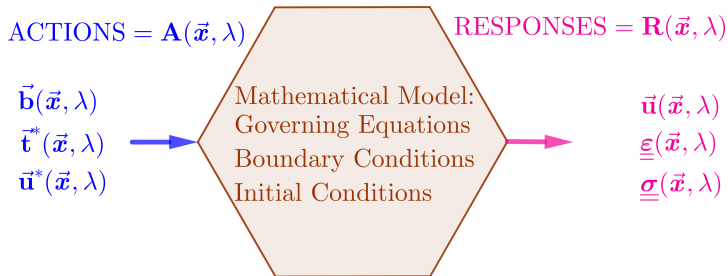 ACTIONS = 𝐀(𝒙⃗, λ)
RESPONSES = 𝐑(𝒙⃗, λ)
𝐛⃗(𝒙⃗, λ)
𝐭⃗*(𝒙⃗, λ)
𝐮⃗*(𝒙⃗, λ)
Mathematical Model:
Governing Equations
Boundary Conditions
Initial Conditions
𝐮⃗(𝒙⃗, λ)
𝛆̳(𝒙⃗, λ)
𝛔̳(𝒙⃗, λ)